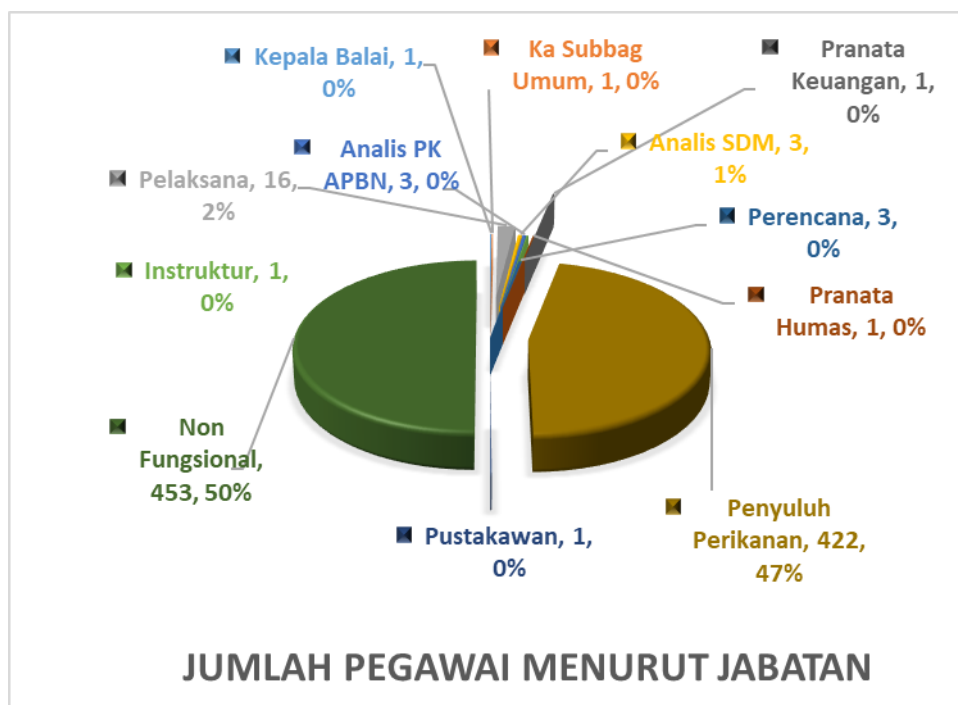 Kepala Balai, 1,
0%
Ka Subbag
Umum, 1, 0%
Pranata
Keuangan, 1,
0%
Analis PK
APBN, 3, 0%
Analis SDM, 3,
1%
Pelaksana, 16,
2%
Perencana, 3,
0%
Instruktur, 1,
0%
Pranata
Humas, 1, 0%
Non
Fungsional,
453, 50%
Penyuluh
Perikanan, 422,
47%
Pustakawan, 1,
0%
JUMLAH PEGAWAI MENURUT JABATAN